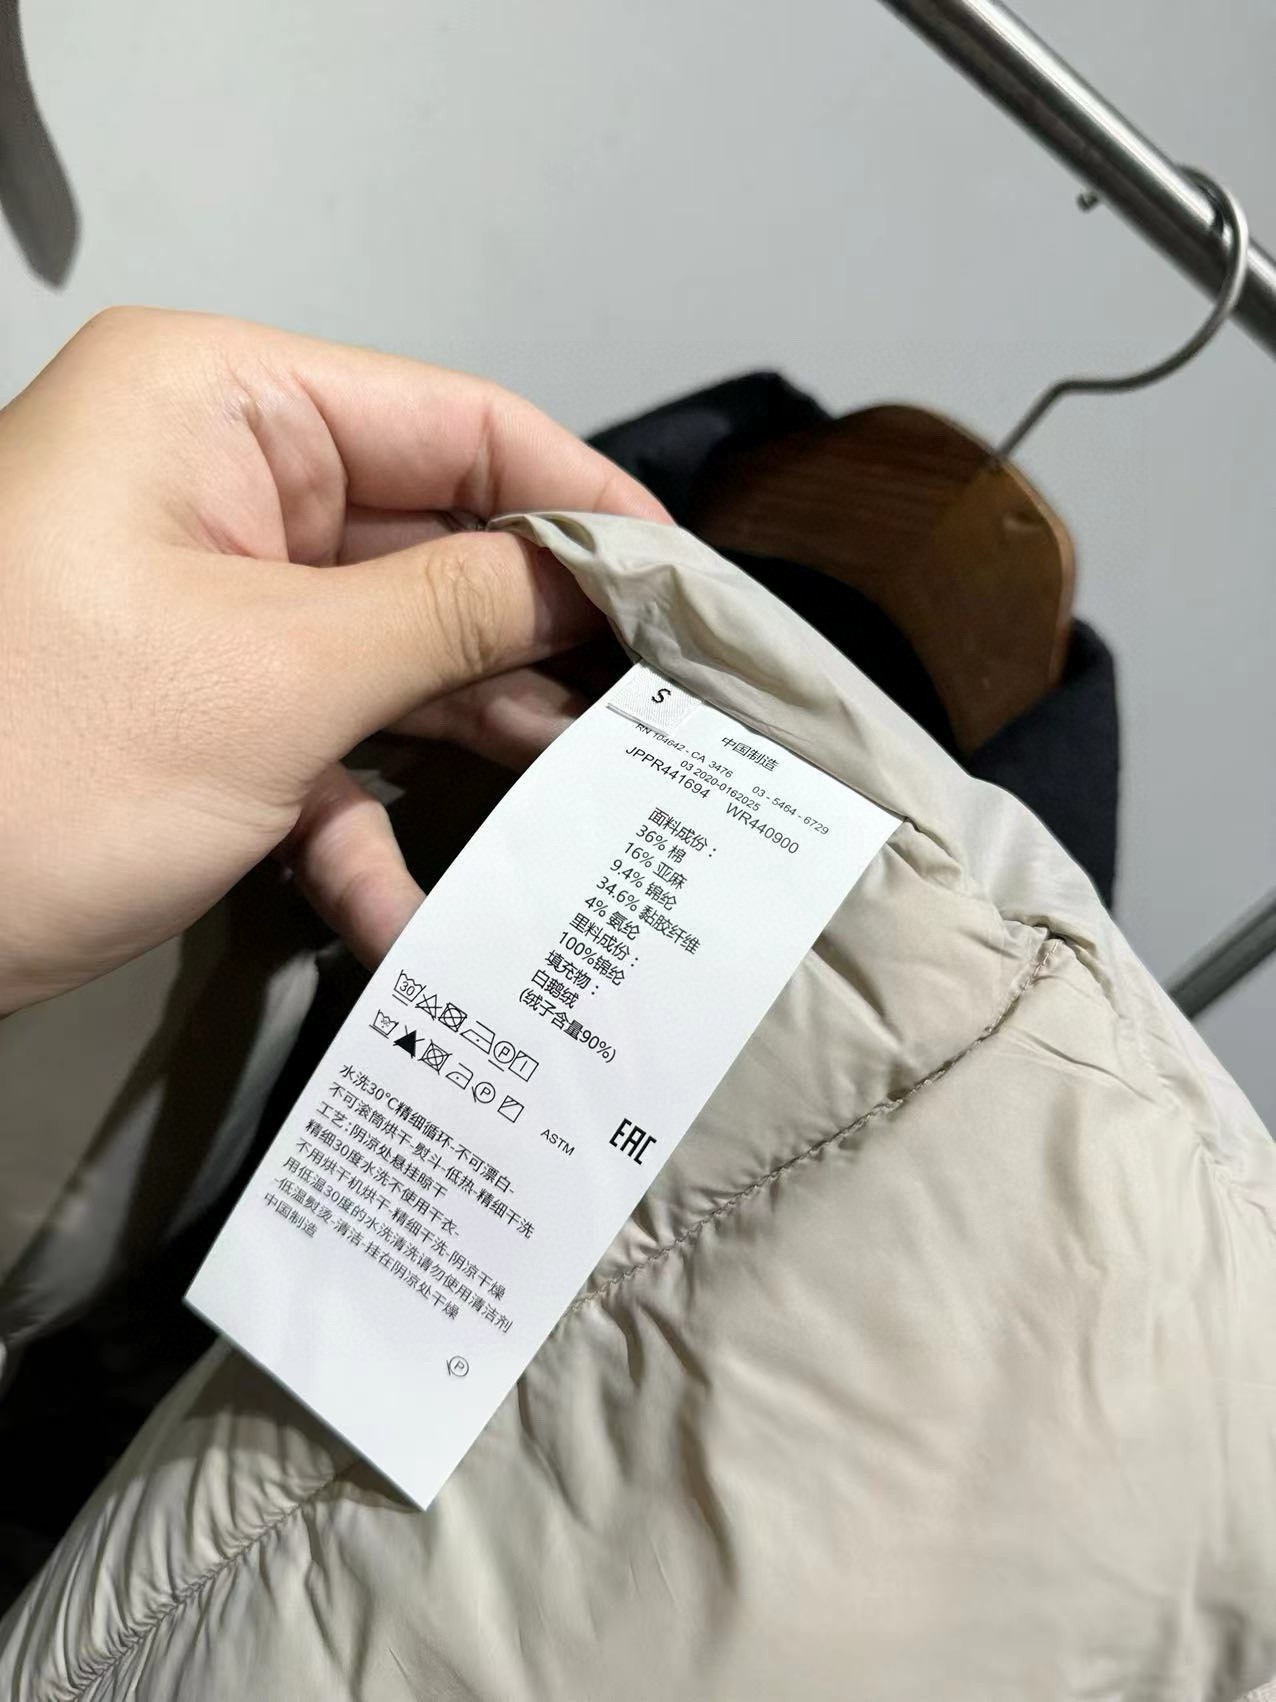 S
中国制造
RN 104642 - CA 3476 03 - 5464 - 6729
03 2020-0162025
JPPR441694 WR440900
面料成份：
36% 棉
16% 亚麻
9.4% 锦纶
34.6% 黏胶纤维
4% 氨纶
里料成份：
100%锦纶
填充物：
白鹅绒
(绒子含量90%)
30
P
P
ASTM
EAC
水洗30°C精细循环-不可漂白-
不可滚筒烘干-熨斗-低热-精细干洗
工艺:阴凉处悬挂晾干
精细30度水洗不使用干衣-
不用烘干机烘干-精细干洗-阴凉干燥
用低温30度的水洗清洗请勿使用清洁剂
-低温熨烫-清洁-挂在阴凉处干燥
中国制造
P